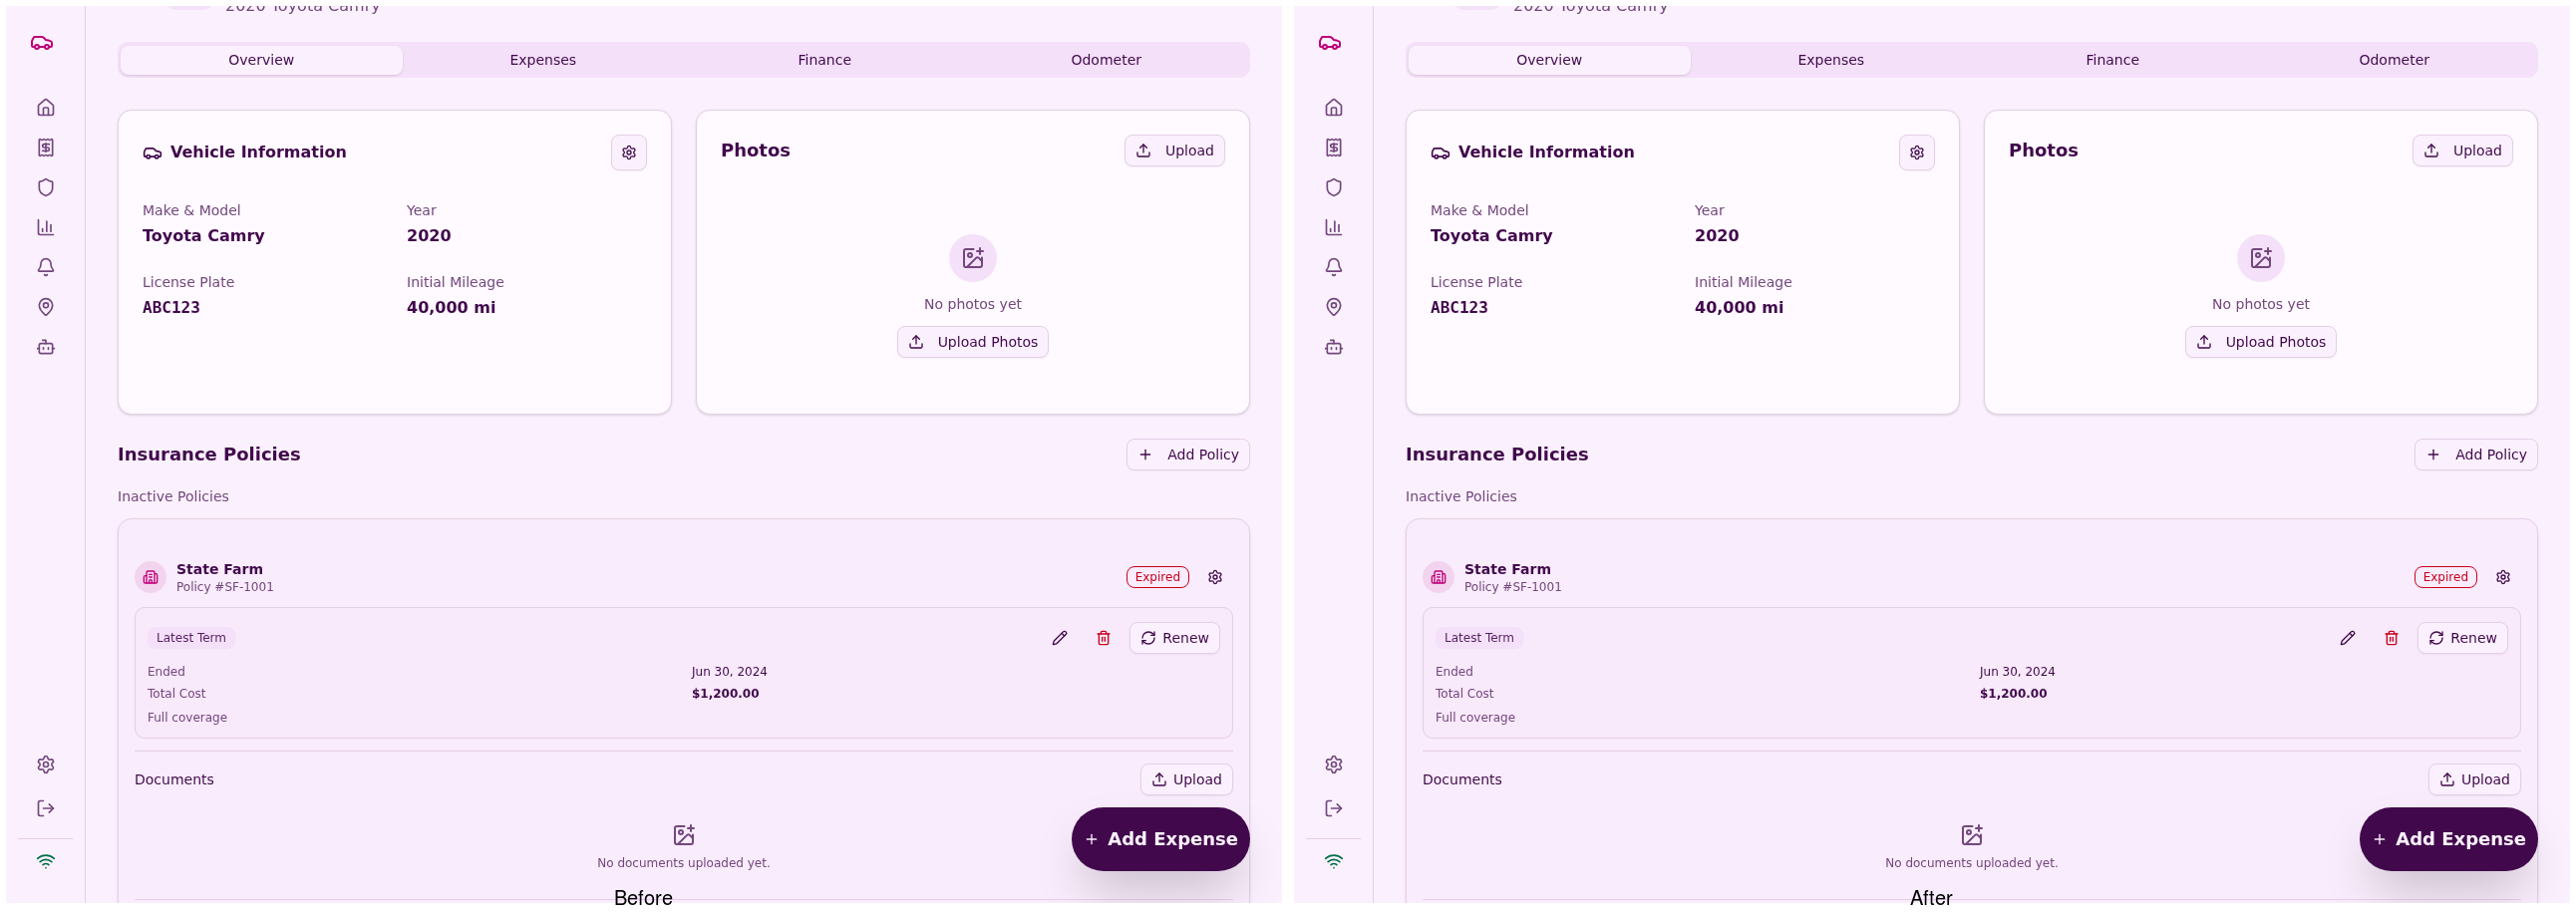 2020 Toyota Camry
Overview Expenses Finance Odometer
Vehicle Information
Make & Model Year
Toyota Camry 2020
License Plate Initial Mileage
ABC123 40,000 mi
Photos Upload
No photos yet
Upload Photos
Insurance Policies Add Policy
Inactive Policies
State Farm
Policy #SF-1001
Expired
Latest Term Renew
Ended Jun 30, 2024
Total Cost $1,200.00
Full coverage
Documents Upload
+ Add Expense
No documents uploaded yet.
Before
2020 Toyota Camry
Overview Expenses Finance Odometer
Vehicle Information
Make & Model Year
Toyota Camry 2020
License Plate Initial Mileage
ABC123 40,000 mi
Photos Upload
No photos yet
Upload Photos
Insurance Policies Add Policy
Inactive Policies
State Farm
Policy #SF-1001
Expired
Latest Term Renew
Ended Jun 30, 2024
Total Cost $1,200.00
Full coverage
Documents Upload
+ Add Expense
No documents uploaded yet.
After